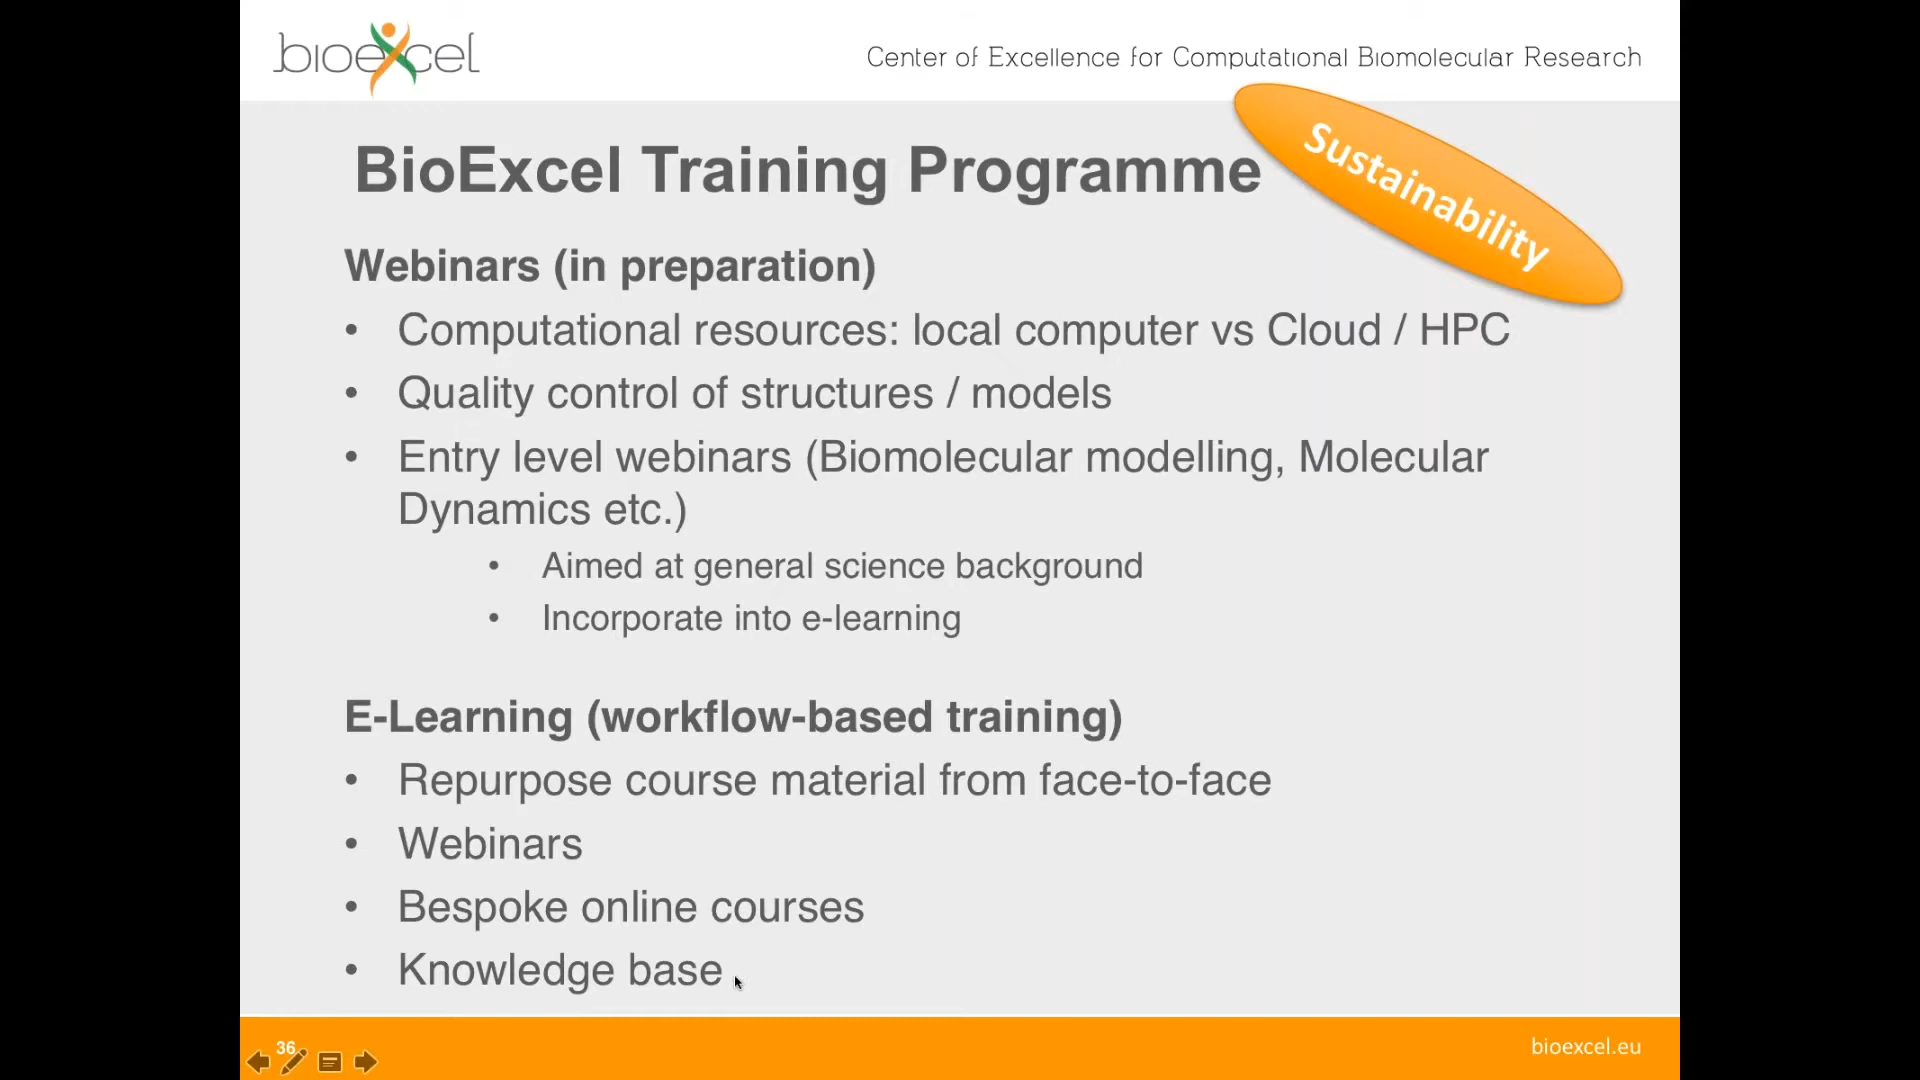 bioexcel
Center of Excellence for Computational Biomolecular Research
BioExcel Training Programme
Sustainability
Webinars (in preparation)
• Computational resources: local computer vs Cloud / HPC
• Quality control of structures / models
• Entry level webinars (Biomolecular modelling, Molecular
Dynamics etc.)
• Aimed at general science background
• Incorporate into e-learning
E-Learning (workflow-based training)
• Repurpose course material from face-to-face
• Webinars
• Bespoke online courses
• Knowledge base
36
bioexcel.eu